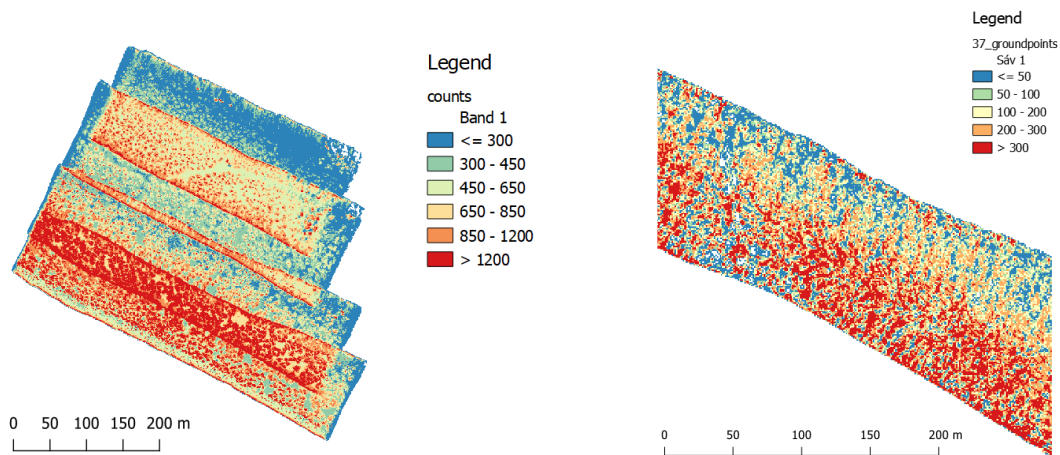 Legend
counts
Band 1
<= 300
300 - 450
450 - 650
650 - 850
850 - 1200
> 1200
0 50 100 150 200 m
Legend
37_groundpoints
Sáv 1
<= 50
50 - 100
100 - 200
200 - 300
> 300
0 50 100 150 200 m